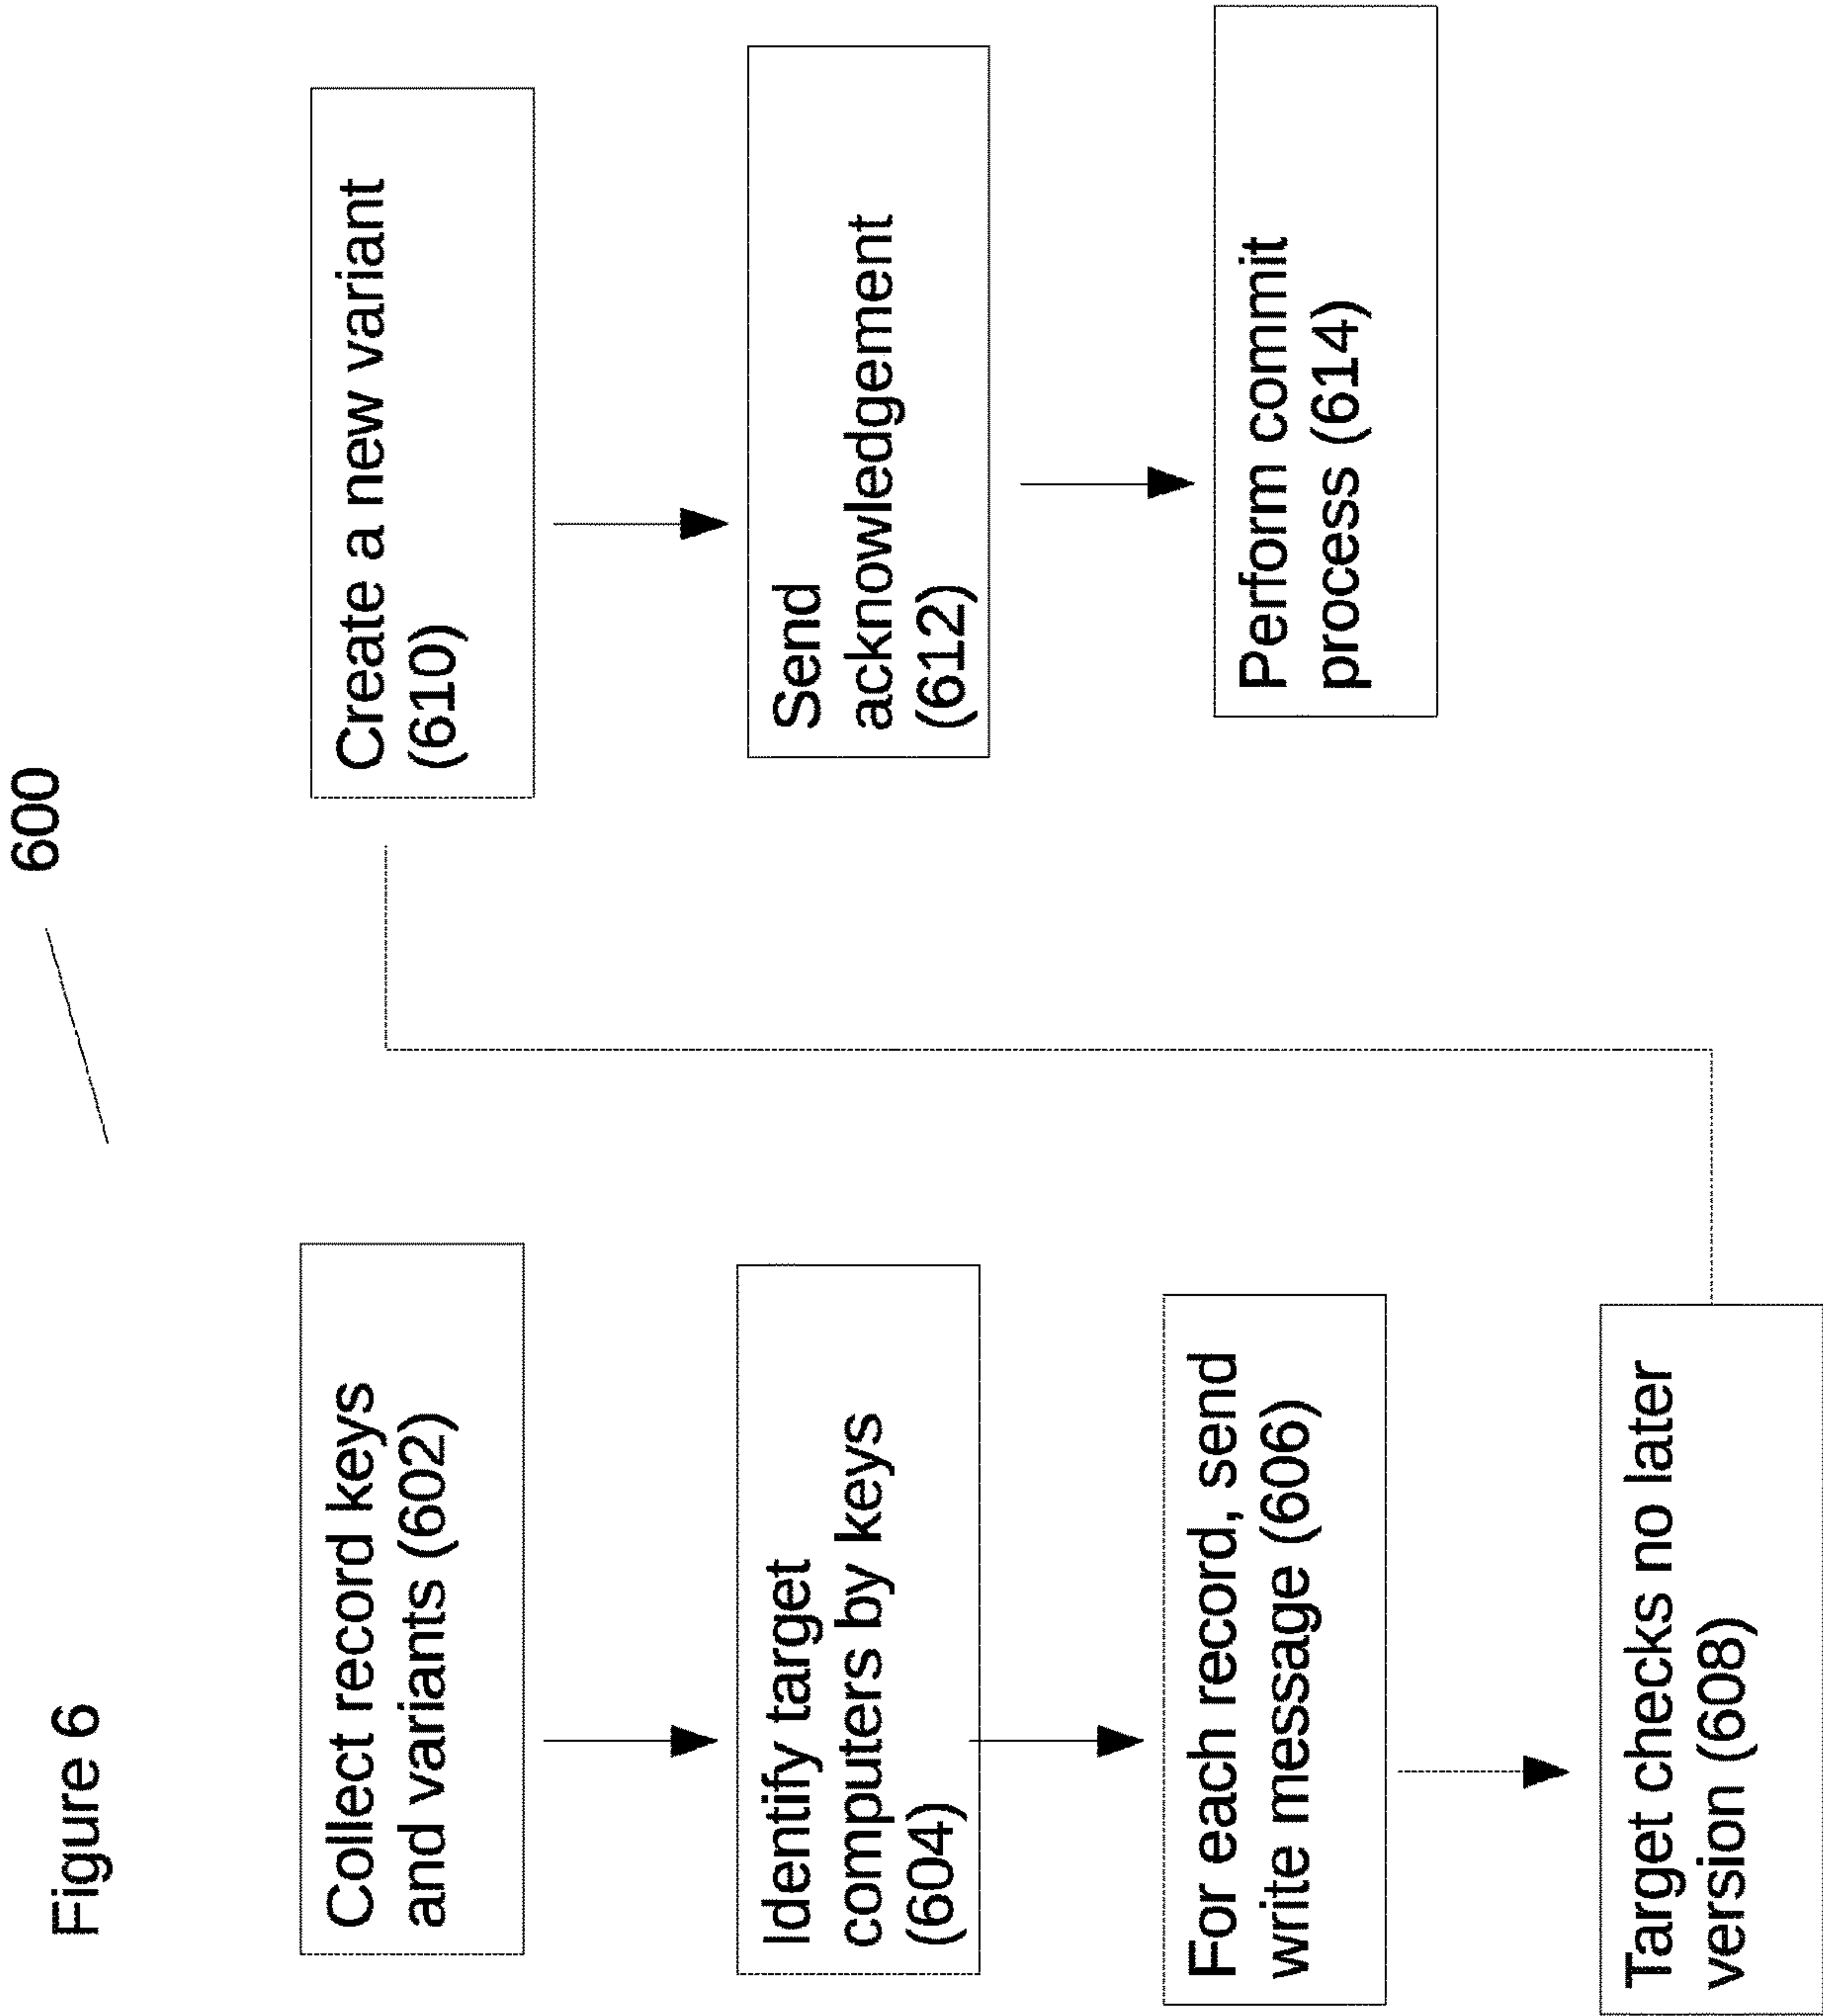 Figure 6
600
Collect record keys
and variants (602)
Identify target
computers by keys
(604)
For each record, send
write message (606)
Target checks no later
version (608)
Create a new variant
(610)
Send
acknowledgement
(612)
Perform commit
process (614)